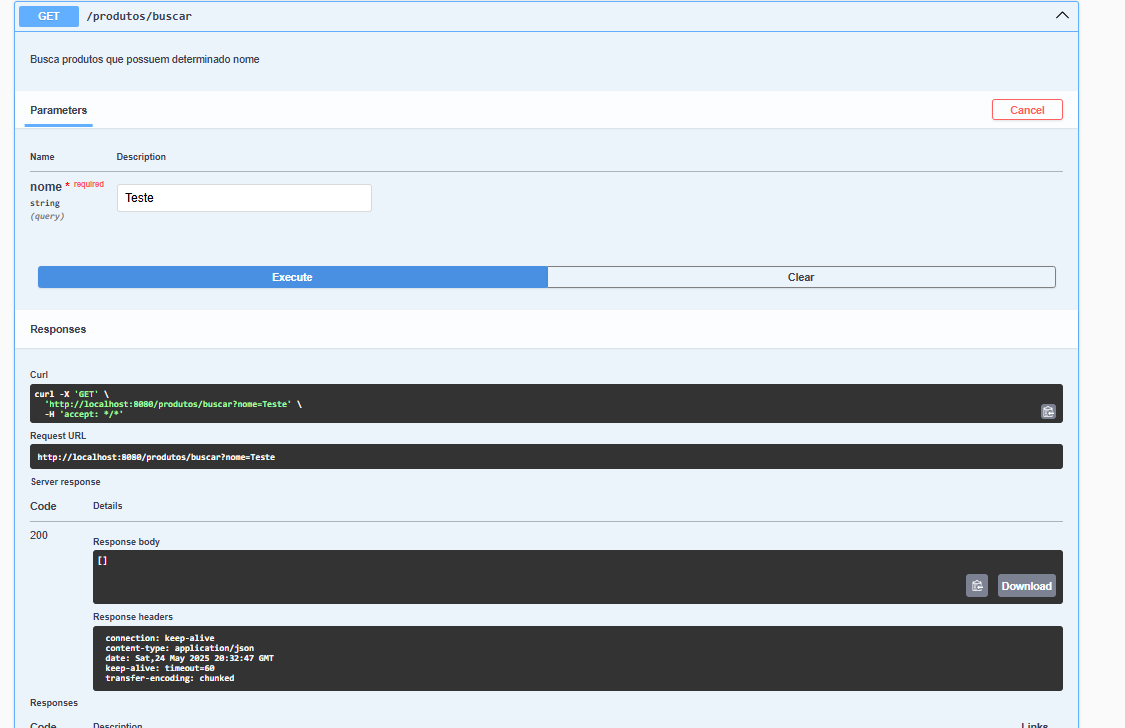 GET /produtos/buscar
Busca produtos que possuem determinado nome
Parameters
Cancel
Name Description
nome * required
string
(query)
Teste
Execute Clear
Responses
Curl
curl -X 'GET' \
'http://localhost:8080/produtos/buscar?nome=Teste' \
-H 'accept: */*'
Request URL
http://localhost:8080/produtos/buscar?nome=Teste
Server response
Code Details
200
Response body
[]
Download
Response headers
connection: keep-alive
content-type: application/json
date: Sat,24 May 2025 20:32:47 GMT
keep-alive: timeout=60
transfer-encoding: chunked
Responses
Code Description Links